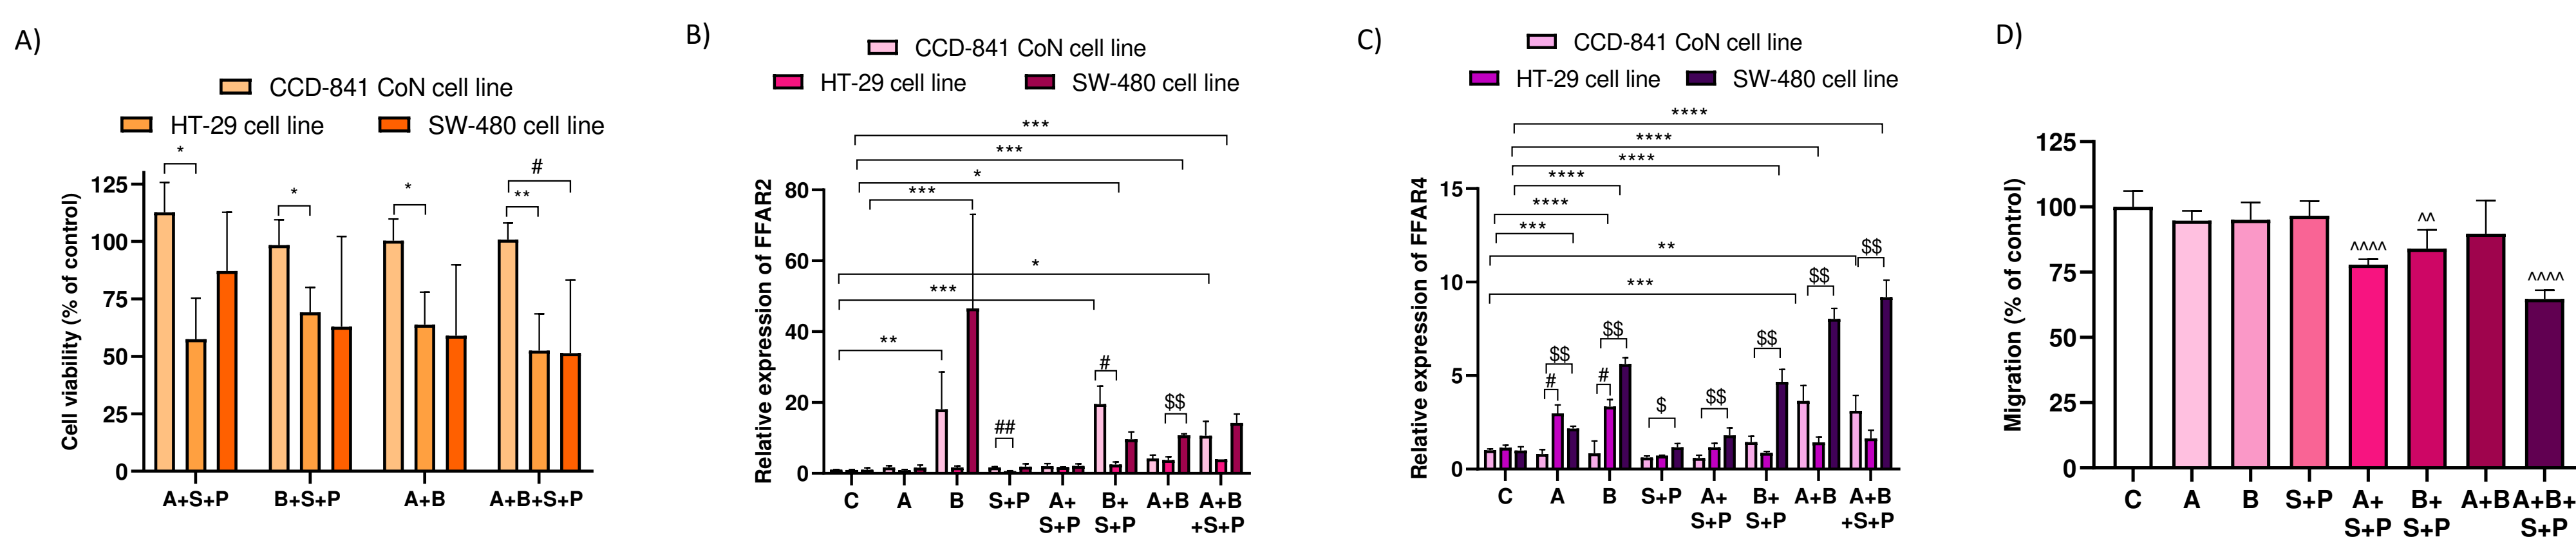 A)
CCD-841 CoN cell line
HT-29 cell line
SW-480 cell line
Cell viability (% of control)
125
100
75
50
25
0
*
*
*
**
#
A+S+P
B+S+P
A+B
A+B+S+P
B)
CCD-841 CoN cell line
HT-29 cell line
SW-480 cell line
Relative expression of FFAR2
80
60
40
20
0
***
***
*
***
*
***
**
##
#
$$
C
A
B
S+P
A+
S+P
B+
S+P
A+B
A+B
+S+P
C)
CCD-841 CoN cell line
HT-29 cell line
SW-480 cell line
Relative expression of FFAR4
15
10
5
0
****
****
****
****
****
***
**
***
$$
#
$$
#
$
$$
$$
$$
$$
C
A
B
S+P
A+
S+P
B+
S+P
A+B
A+B
+S+P
D)
Migration (% of control)
125
100
75
50
25
0
^^^^
^^
^^^^
C
A
B
S+P
A+
S+P
B+
S+P
A+B
A+B+
S+P